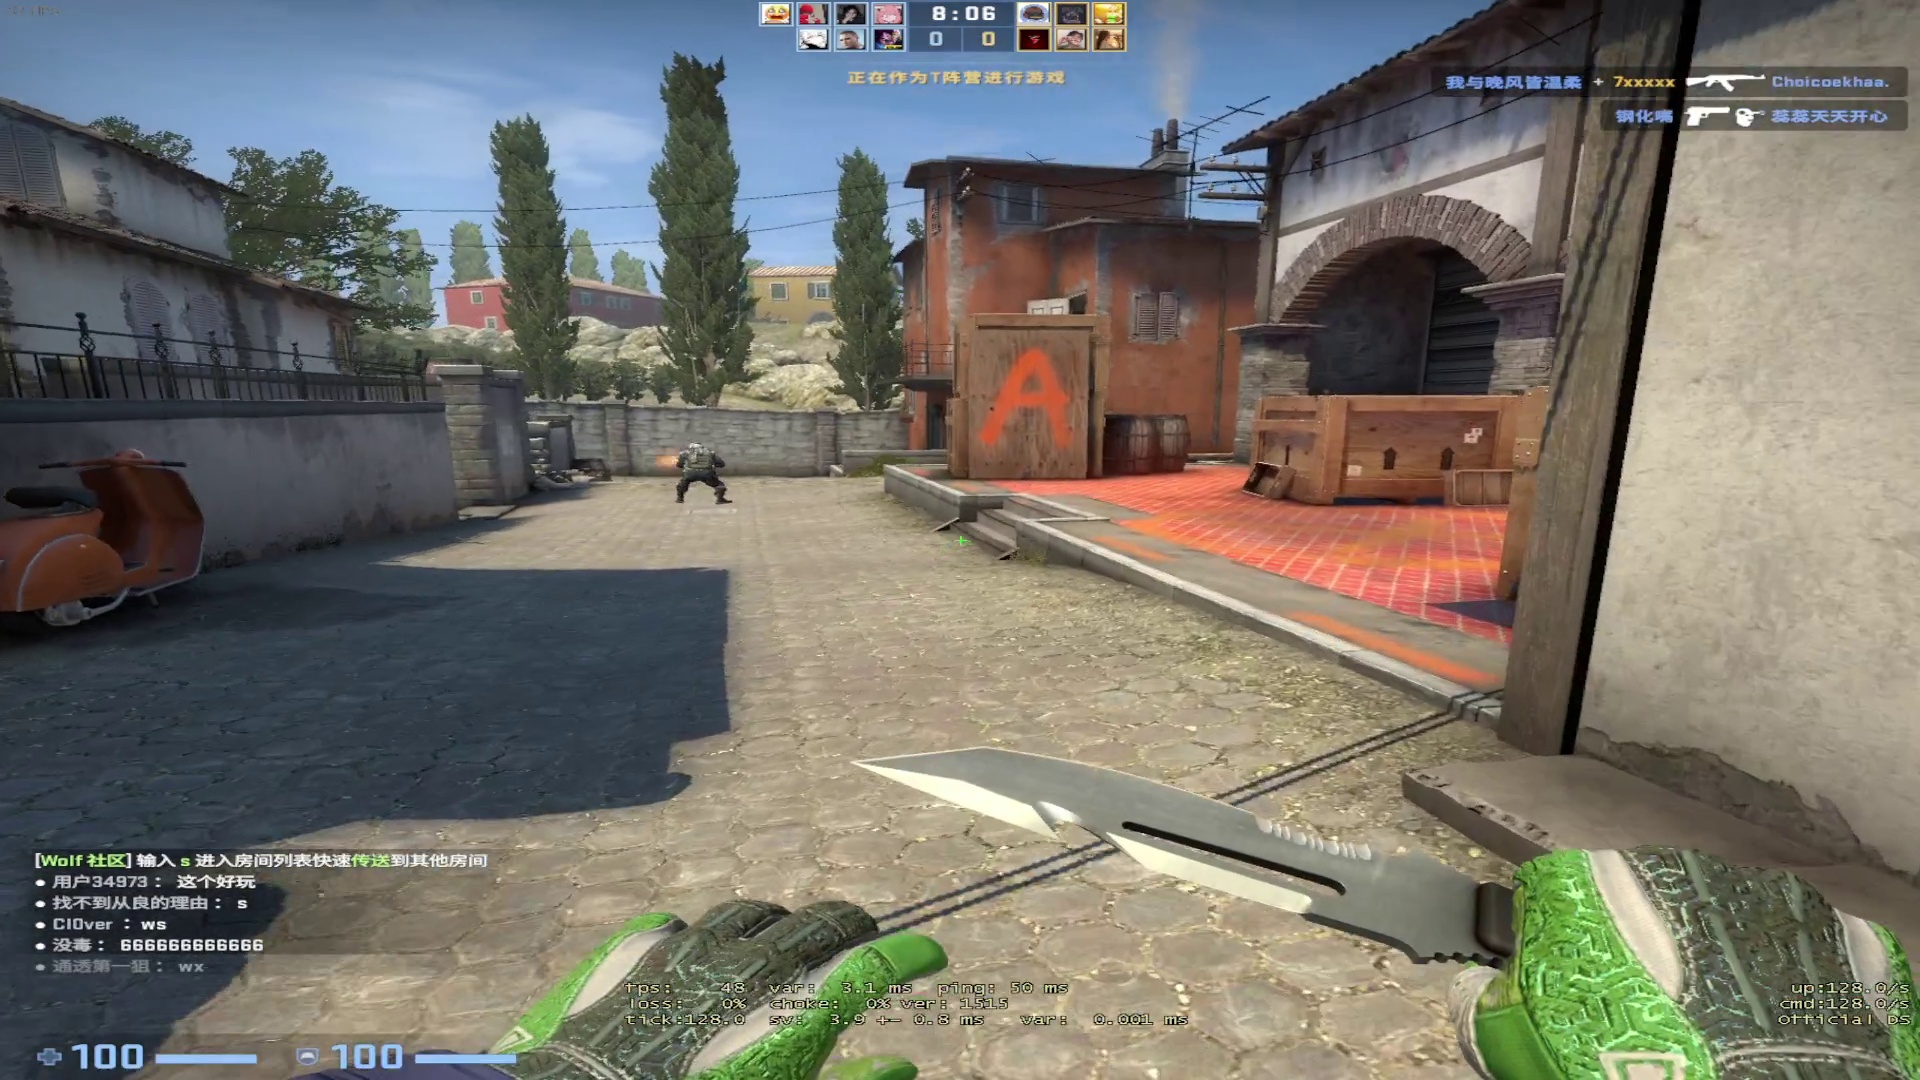 8:06
0 0
正在作为T阵营进行游戏
我与晚风皆温柔 + 7xxxxx Choicoekhaa.
钢化嘴 蕊蕊天天开心
A
[Wolf 社区] 输入 s 进入房间列表快速传送到其他房间
● 用户34973： 这个好玩
● 找不到从良的理由： s
● Cl0ver ： ws
● 没毒： 666666666666
● 通透第一狙： wx
fps: 48 var: 3.1 ms ping: 50 ms
loss: 0% choke: 0% ver: 1515
tick:128.0 sv: 3.9 +- 0.8 ms var: 0.001 ms
up:128.0/s
cmd:128.0/s
Official DS
100 100